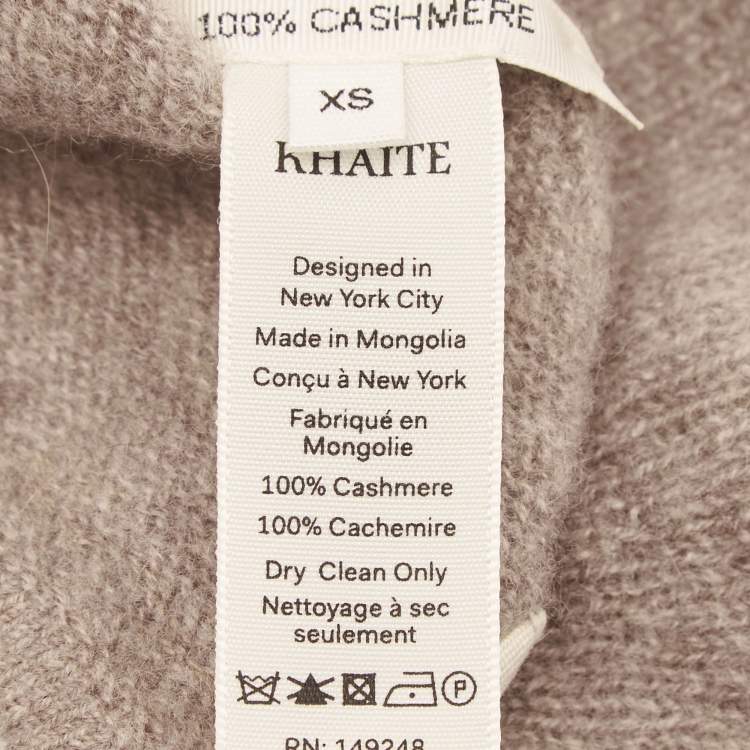 100% CASHMERE
XS
KHAITE
Designed in
New York City
Made in Mongolia
Conçu à New York
Fabriqué en
Mongolie
100% Cashmere
100% Cachemire
Dry Clean Only
Nettoyage à sec
seulement
P
RN: 149248